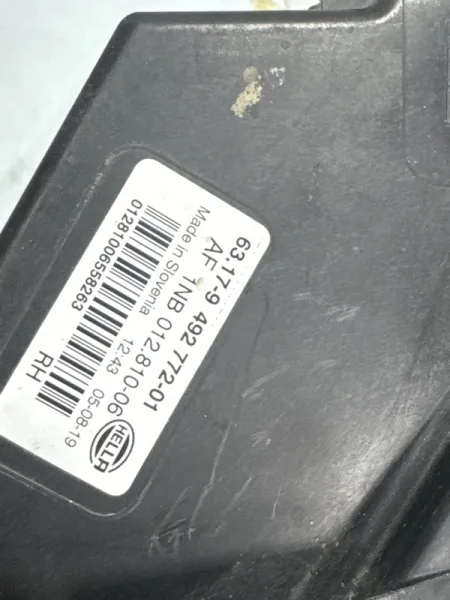 63.17-9 492 772-01
AF 1NB 012.810-06
Made in Slovenia 12:43 05-08-19
HELLA
RH
01281006558263